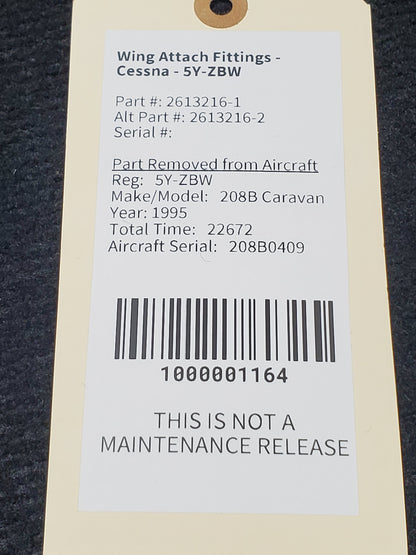 Wing Attach Fittings -
Cessna - 5Y-ZBW
Part #: 2613216-1
Alt Part #: 2613216-2
Serial #:
Part Removed from Aircraft
Reg: 5Y-ZBW
Make/Model: 208B Caravan
Year: 1995
Total Time: 22672
Aircraft Serial: 208B0409
1000001164
THIS IS NOT A
MAINTENANCE RELEASE